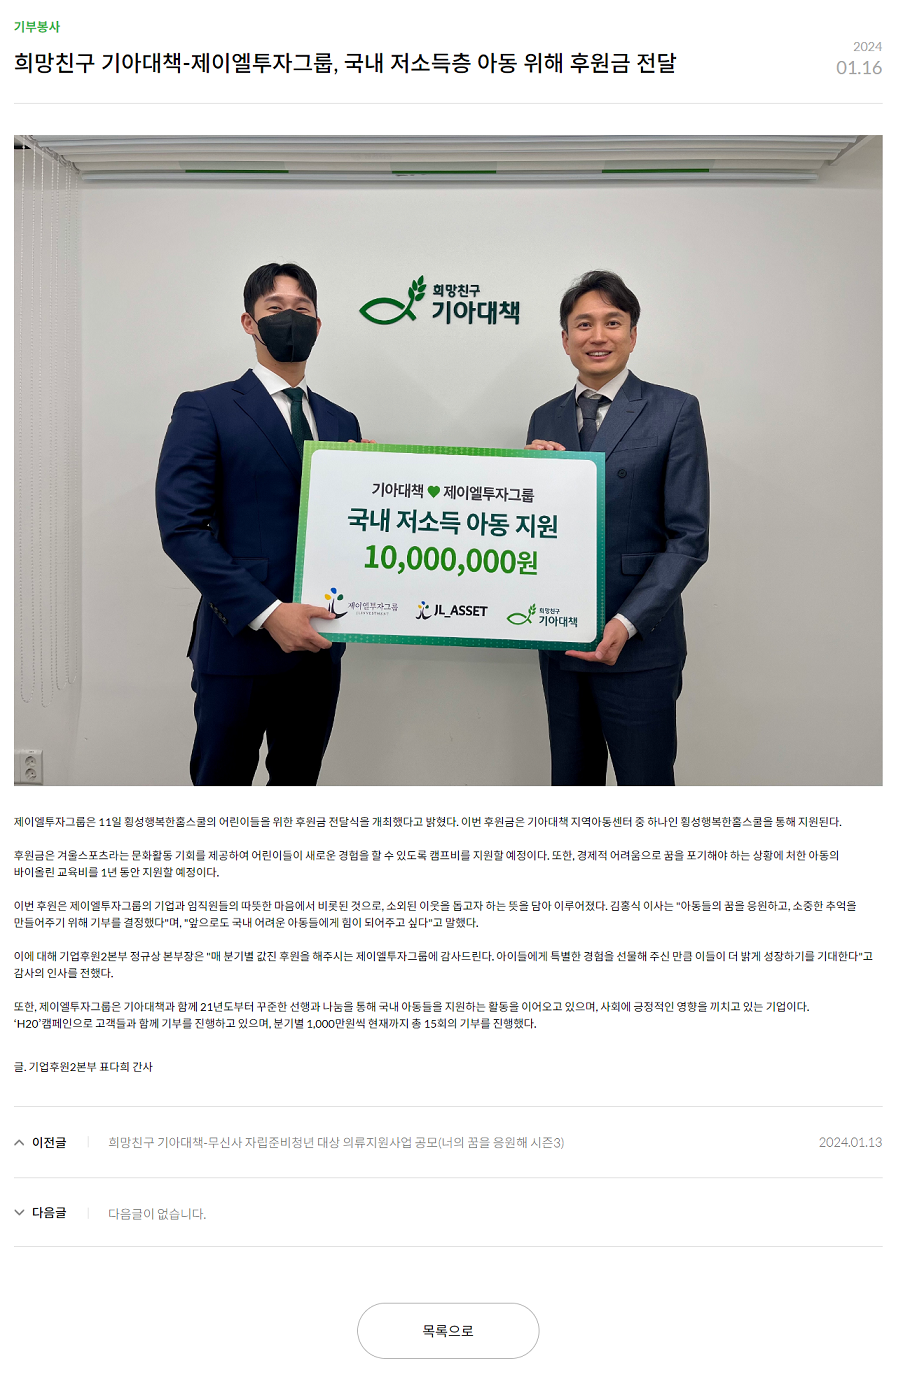 기부봉사
희망친구 기아대책-제이엘투자그룹, 국내 저소득층 아동 위해 후원금 전달
2024
01.16
희망친구
기아대책
기아대책 제이엘투자그룹
국내 저소득 아동 지원
10,000,000원
제이엘투자그룹
JL_ASSET
희망친구
기아대책
제이엘투자그룹은 11일 횡성행복한홈스쿨의 어린이들을 위한 후원금 전달식을 개최했다고 밝혔다. 이번 후원금은 기아대책 지역아동센터 중 하나인 횡성행복한홈스쿨을 통해 지원된다.
후원금은 겨울스포츠라는 문화활동 기회를 제공하여 어린이들이 새로운 경험을 할 수 있도록 캠프비를 지원할 예정이다. 또한, 경제적 어려움으로 꿈을 포기해야 하는 상황에 처한 아동의
바이올린 교육비를 1년 동안 지원할 예정이다.
이번 후원은 제이엘투자그룹의 기업과 임직원들의 따뜻한 마음에서 비롯된 것으로, 소외된 이웃을 돕고자 하는 뜻을 담아 이루어졌다. 김홍식 이사는 "아동들의 꿈을 응원하고, 소중한 추억을
만들어주기 위해 기부를 결정했다"며, "앞으로도 국내 어려운 아동들에게 힘이 되어주고 싶다"고 말했다.
이에 대해 기업후원2본부 정규상 본부장은 "매 분기별 값진 후원을 해주시는 제이엘투자그룹에 감사드린다. 아이들에게 특별한 경험을 선물해 주신 만큼 이들이 더 밝게 성장하기를 기대한다"고
감사의 인사를 전했다.
또한, 제이엘투자그룹은 기아대책과 함께 21년도부터 꾸준한 선행과 나눔을 통해 국내 아동들을 지원하는 활동을 이어오고 있으며, 사회에 긍정적인 영향을 끼치고 있는 기업이다.
‘H20’캠페인으로 고객들과 함께 기부를 진행하고 있으며, 분기별 1,000만원씩 현재까지 총 15회의 기부를 진행했다.
글. 기업후원2본부 표다희 간사
이전글
희망친구 기아대책-무신사 자립준비청년 대상 의류지원사업 공모(너의 꿈을 응원해 시즌3)
2024.01.13
다음글
다음글이 없습니다.
목록으로